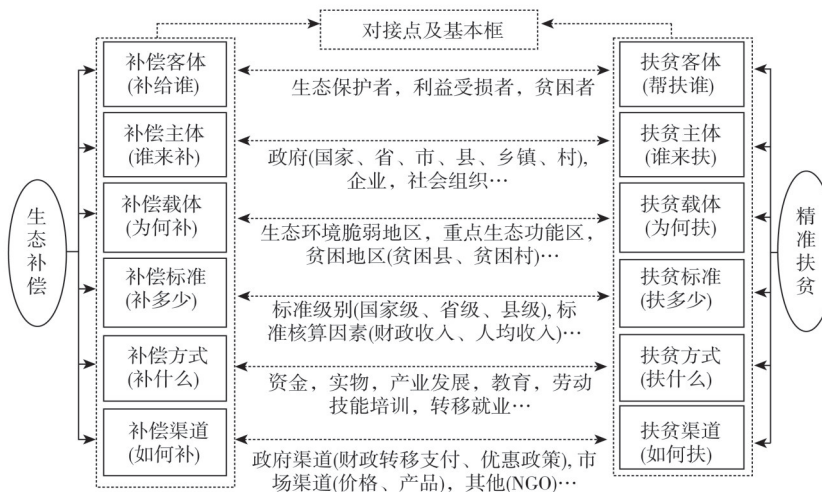 对接点及基本框
补偿客体
(补给谁)
生态保护者，利益受损者，贫困者
扶贫客体
(帮扶谁)
补偿主体
(谁来补)
政府(国家、省、市、县、乡镇、村),
企业，社会组织…
扶贫主体
(谁来扶)
补偿载体
(为何补)
生态环境脆弱地区，重点生态功能区，
贫困地区(贫困县、贫困村)…
扶贫载体
(为何扶)
补偿标准
(补多少)
标准级别(国家级、省级、县级), 标
准核算因素(财政收入、人均收入)…
扶贫标准
(扶多少)
补偿方式
(补什么)
资金，实物，产业发展，教育，劳动
技能培训，转移就业…
扶贫方式
(扶什么)
补偿渠道
(如何补)
政府渠道(财政转移支付、优惠政策), 市
场渠道(价格、产品)，其他(NGO)…
扶贫渠道
(如何扶)
生态补偿
精准扶贫